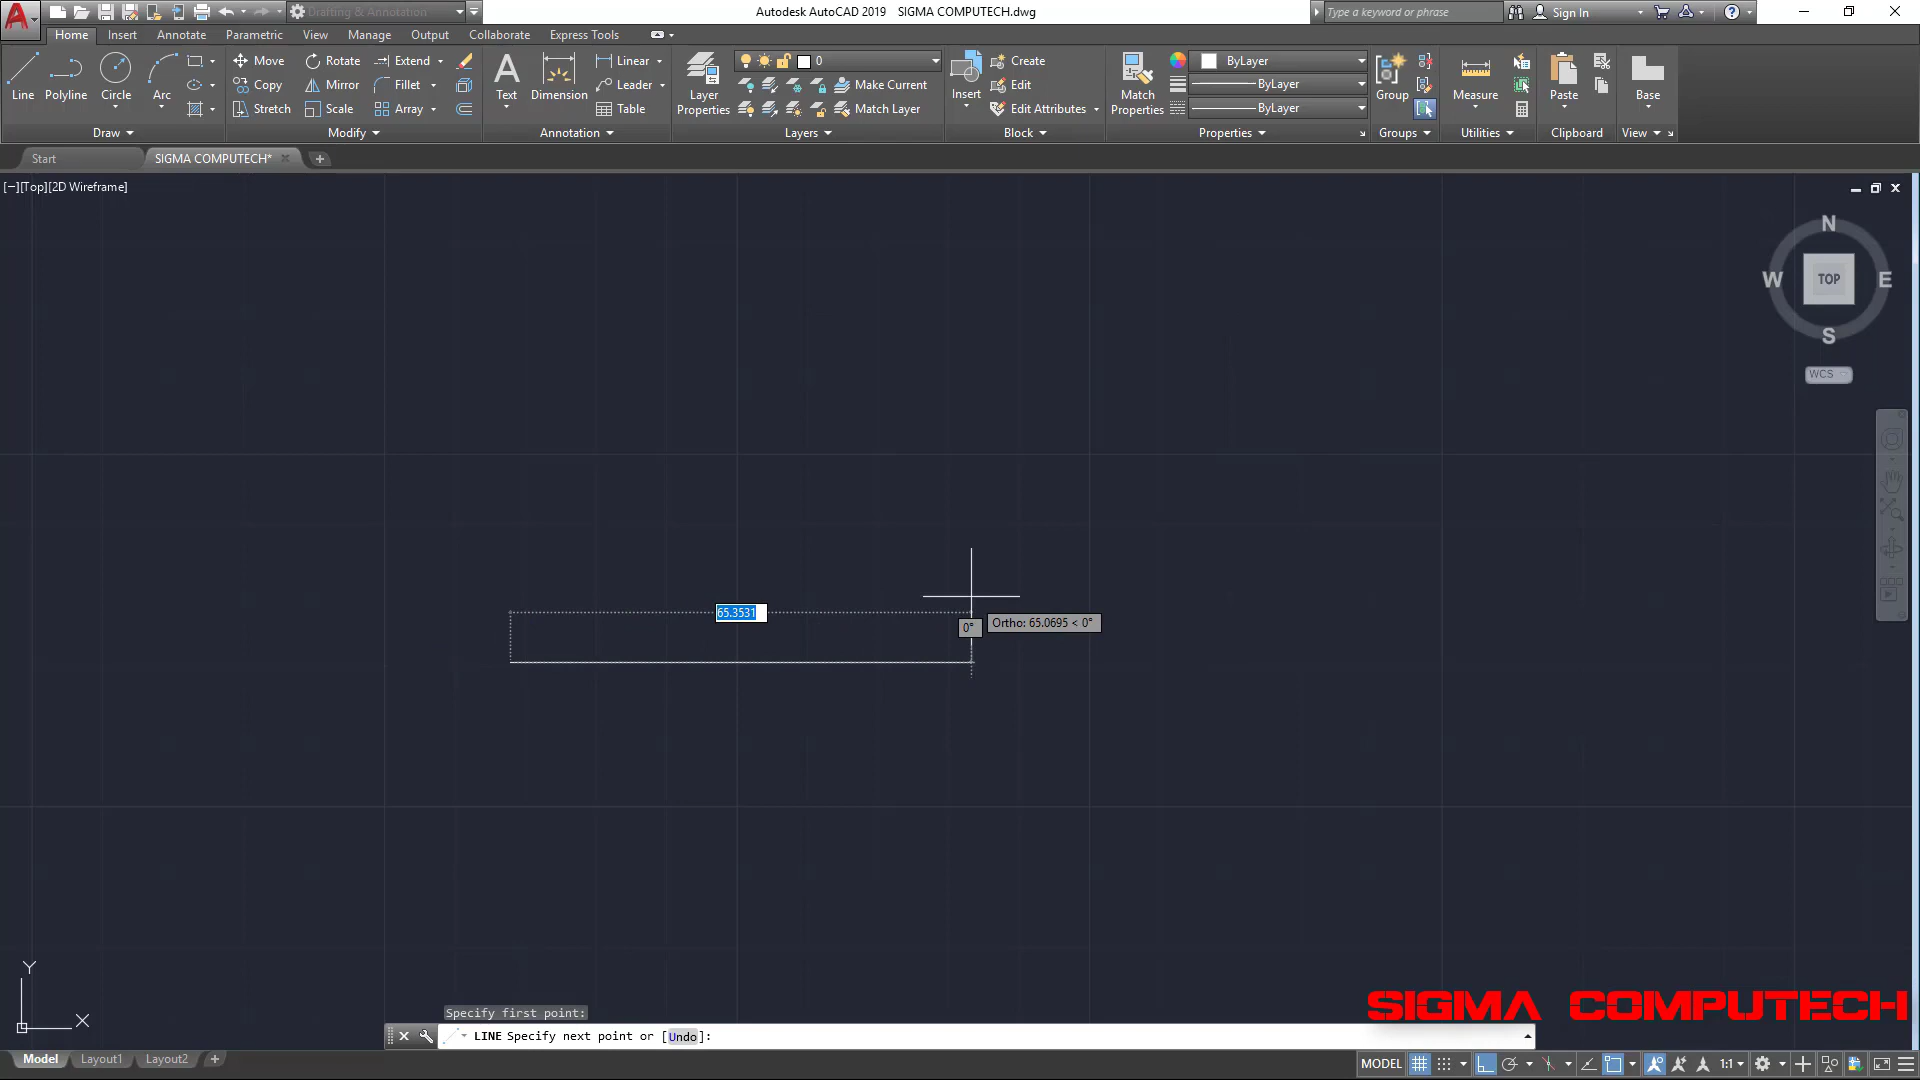 Drafting & Annotation
Autodesk AutoCAD 2019 SIGMA COMPUTECH.dwg
Type a keyword or phrase
Sign In
Home Insert Annotate Parametric View Manage Output Collaborate Express Tools
Line Polyline Circle Arc
Move Rotate Extend
Copy Mirror Fillet
Stretch Scale Array
Text Dimension
Linear
Leader
Table
Layer
Properties
0
Make Current
Match Layer
Insert
Create
Edit
Edit Attributes
Match
Properties
ByLayer
ByLayer
ByLayer
Group
Measure
Paste
Base
Draw Modify Annotation Layers Block Properties Groups Utilities Clipboard View
Start SIGMA COMPUTECH*
[−][Top][2D Wireframe]
N
W TOP E
S
WCS
65.3531
0°
Ortho: 65.0695 < 0°
Y
X
SIGMA COMPUTECH
Specify first point:
LINE Specify next point or [Undo]:
Model Layout1 Layout2
MODEL
1:1